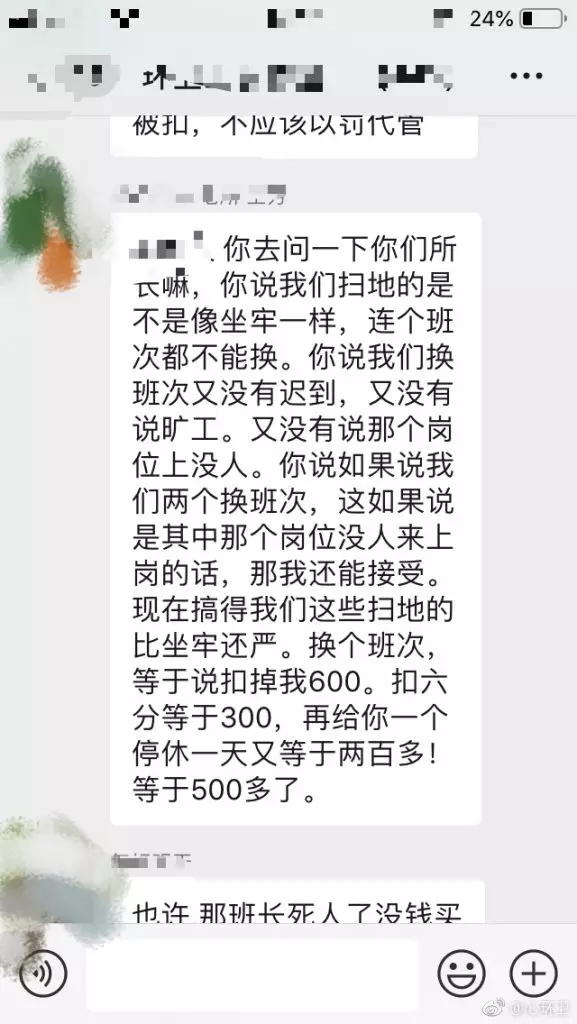 24%
被扣，不应该以罚代管
你去问一下你们所
长嘛，你说我们扫地的是
不是像坐牢一样，连个班
次都不能换。你说我们换
班次又没有迟到，又没有
说旷工。又没有说那个岗
位上没人。你说如果说我
们两个换班次，这如果说
是其中那个岗位没人来上
岗的话，那我还能接受。
现在搞得我们这些扫地的
比坐牢还严。换个班次，
等于说扣掉我600。扣六
分等于300，再给你一个
停休一天又等于两百多！
等于500多了。
也许 那班长死人了没钱买
@心环卫